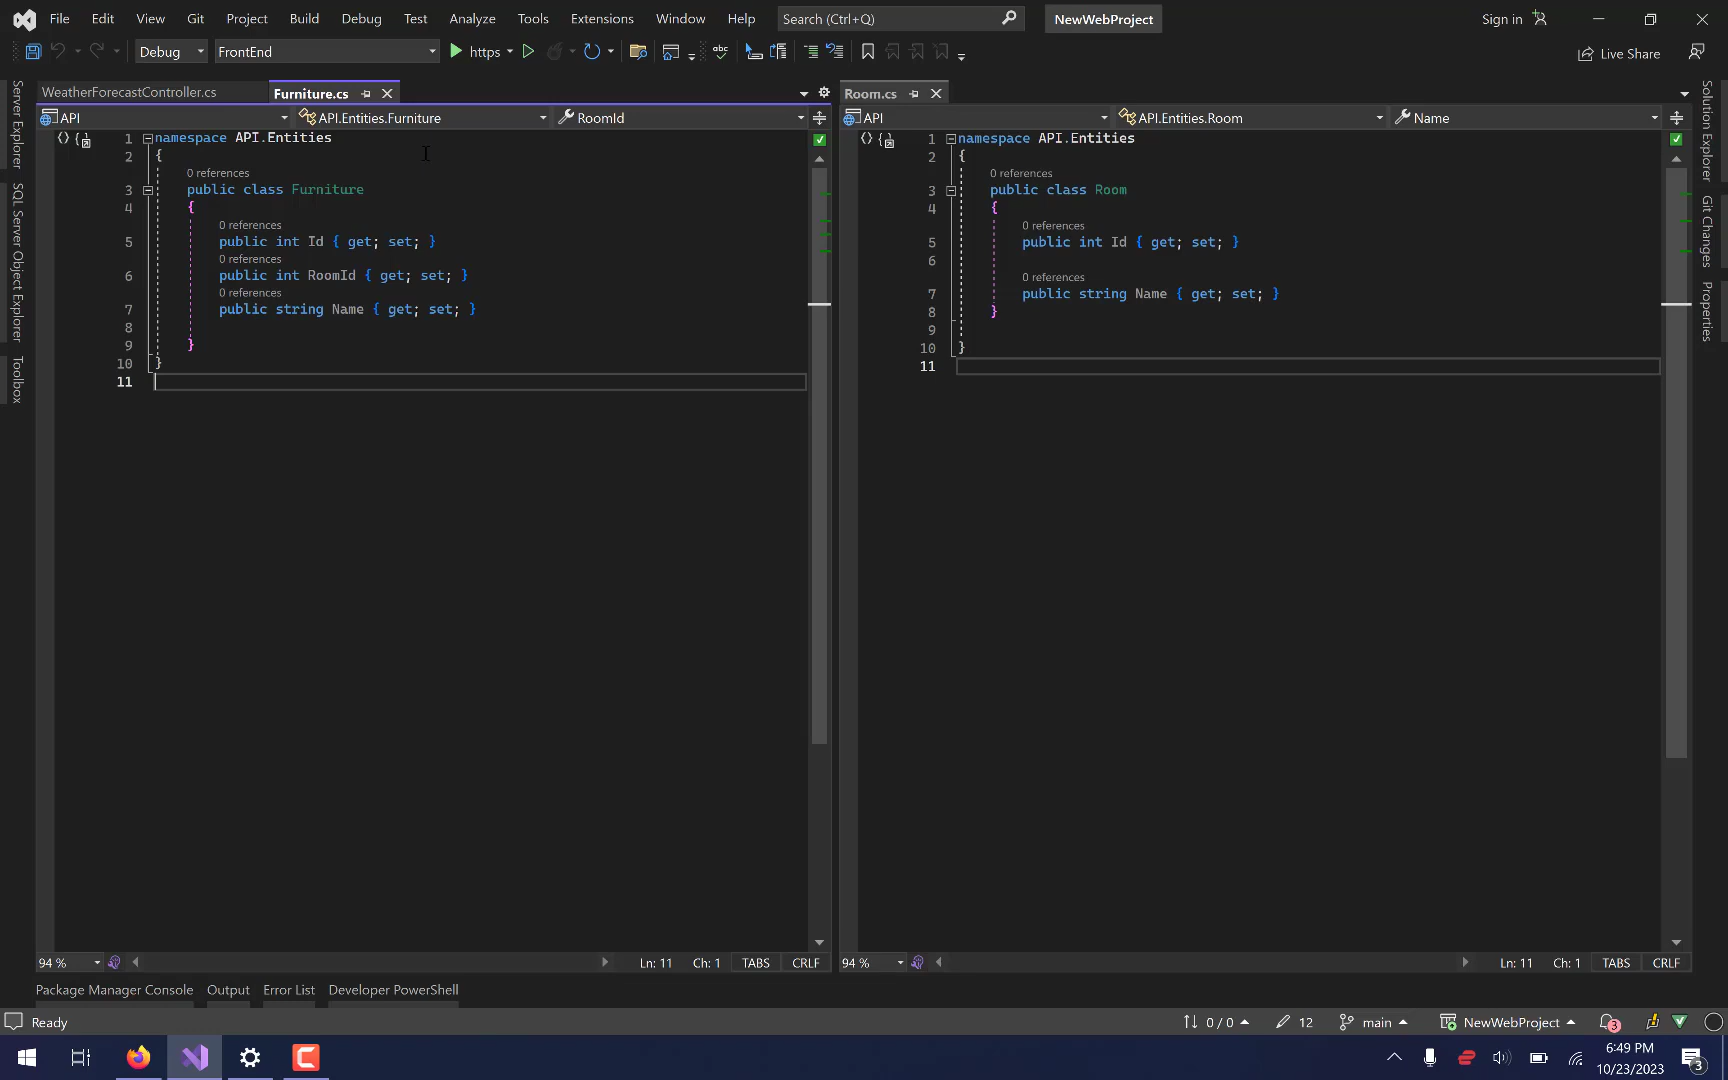 File Edit View Git Project Build Debug Test Analyze Tools Extensions Window Help Search (Ctrl+Q) NewWebProject Sign in
Debug FrontEnd https abc Live Share
WeatherForecastController.cs Furniture.cs
API API.Entities.Furniture RoomId
1 namespace API.Entities
2 {
0 references
3 public class Furniture
4 {
0 references
5 public int Id { get; set; }
0 references
6 public int RoomId { get; set; }
0 references
7 public string Name { get; set; }
8
9 }
10 }
11
94 % Ln: 11 Ch: 1 TABS CRLF
Room.cs
API API.Entities.Room Name
1 namespace API.Entities
2 {
0 references
3 public class Room
4 {
0 references
5 public int Id { get; set; }
6
0 references
7 public string Name { get; set; }
8 }
9
10 }
11
94 % Ln: 11 Ch: 1 TABS CRLF
Server Explorer
SQL Server Object Explorer
Toolbox
Solution Explorer
Git Changes
Properties
Package Manager Console Output Error List Developer PowerShell
Ready 0 / 0 12 main NewWebProject 3
6:49 PM
10/23/2023 3